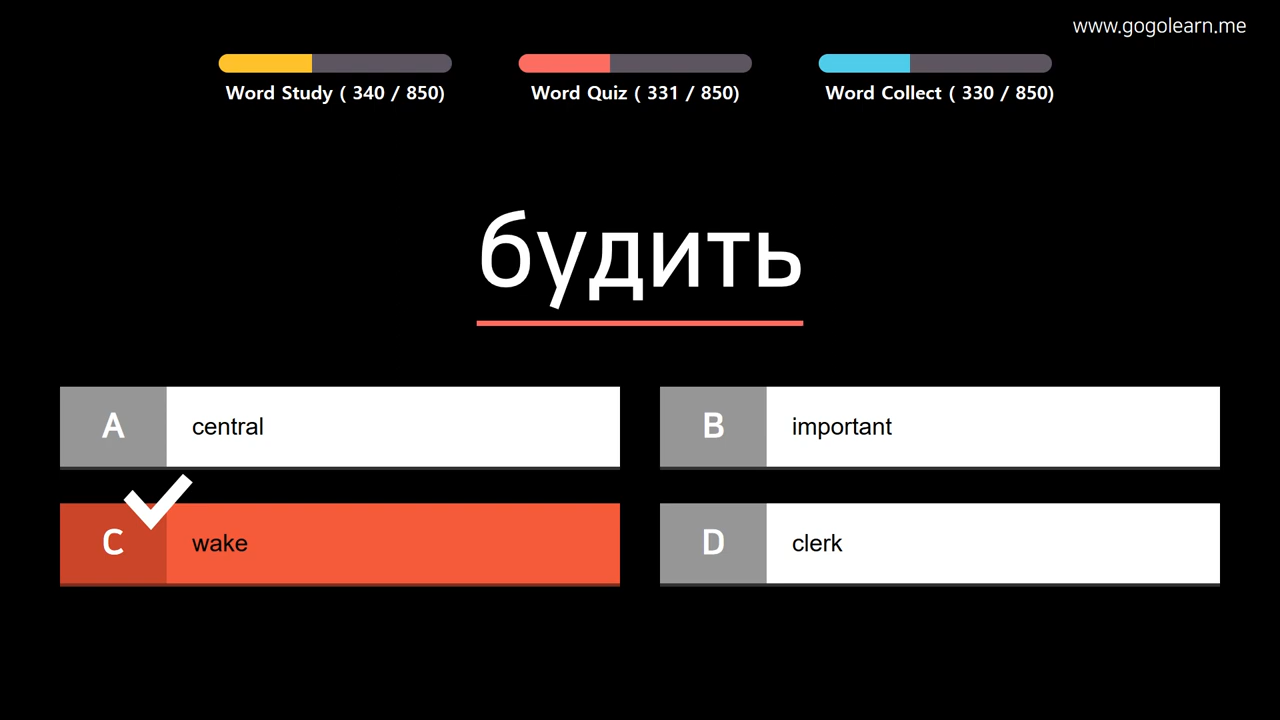 www.gogolearn.me
Word Study ( 340 / 850)
Word Quiz ( 331 / 850)
Word Collect ( 330 / 850)
будить
A central
B important
C wake
D clerk